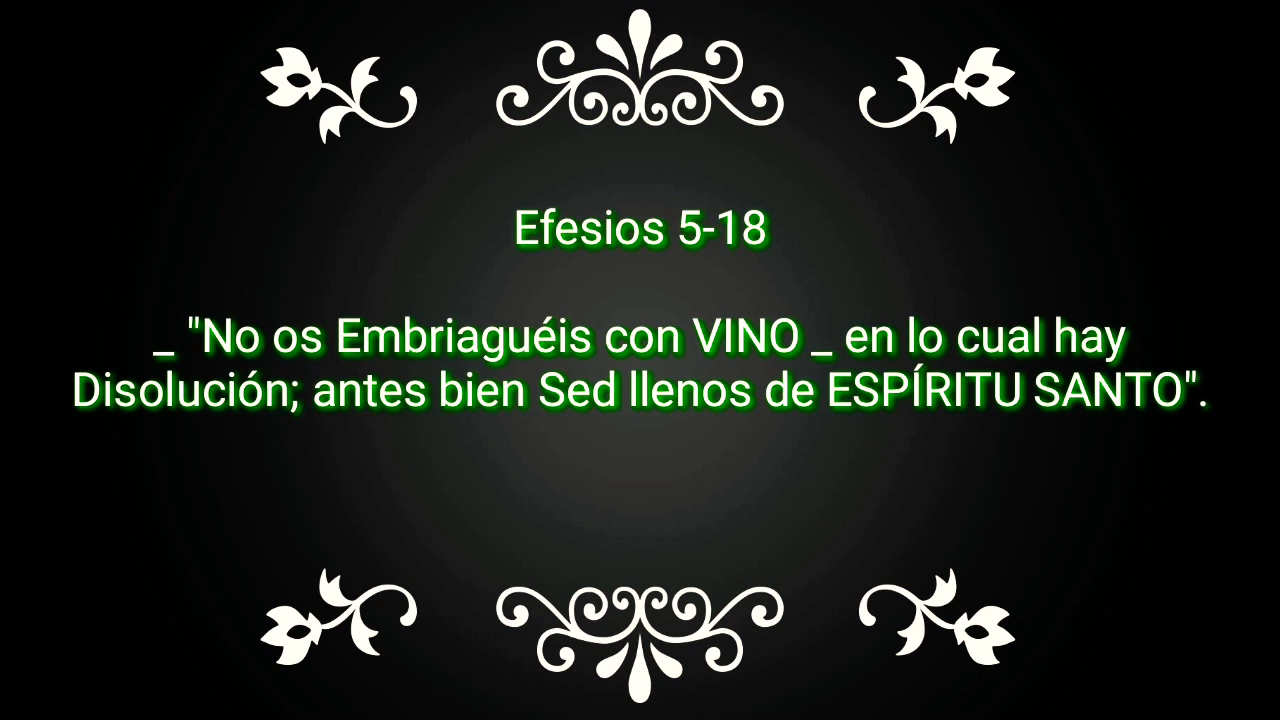 Efesios 5-18
_ "No os Embriaguéis con VINO _ en lo cual hay
Disolución; antes bien Sed llenos de ESPÍRITU SANTO".